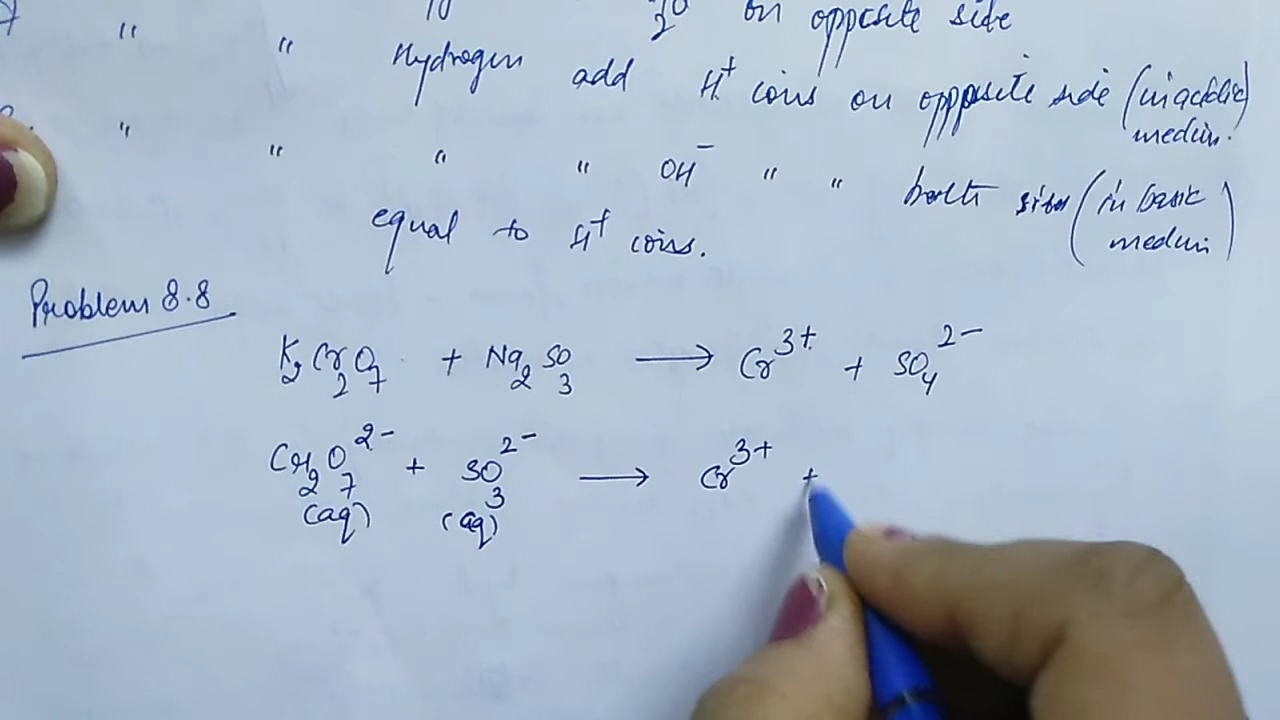 " " 2O on opposite side
" " Hydrogen add H⁺ ions on opposite side (in acidic medium.)
" " " " OH⁻ " " both sides (in basic medium)
equal to H⁺ ions.
Problem 8.8
K₂Cr₂O₇ + Na₂SO₃ → Cr³⁺ + SO₄²⁻
Cr₂O₇²⁻ + SO₃²⁻ → Cr³⁺ +
(aq) (aq)